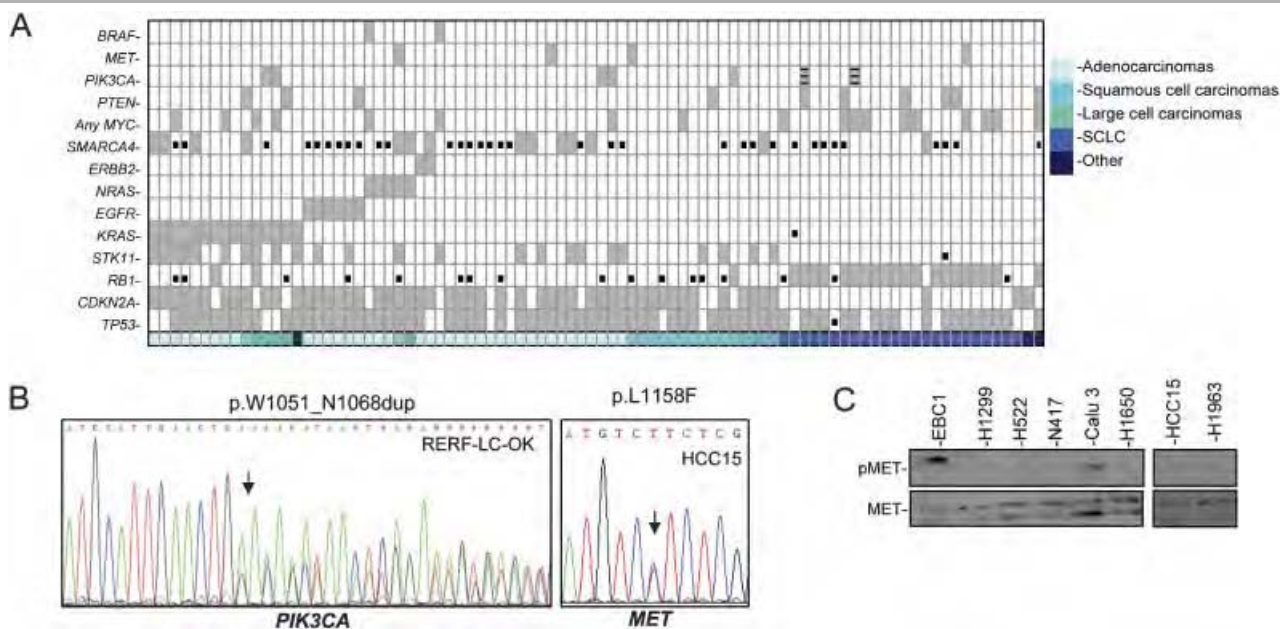 A
BRAF-
MET-
PIK3CA-
PTEN-
Any MYC-
SMARCA4-
ERBB2-
NRAS-
EGFR-
KRAS-
STK11-
RB1-
CDKN2A-
TP53-
-Adenocarcinomas
-Squamous cell carcinomas
-Large cell carcinomas
-SCLC
-Other
B
p.W1051_N1068dup
RERF-LC-OK
PIK3CA
p.L1158F
A T G T C T T C T C G
HCC15
MET
C
-EBC1
-H1299
-H522
-N417
-Calu 3
-H1650
-HCC15
-H1963
pMET-
MET-